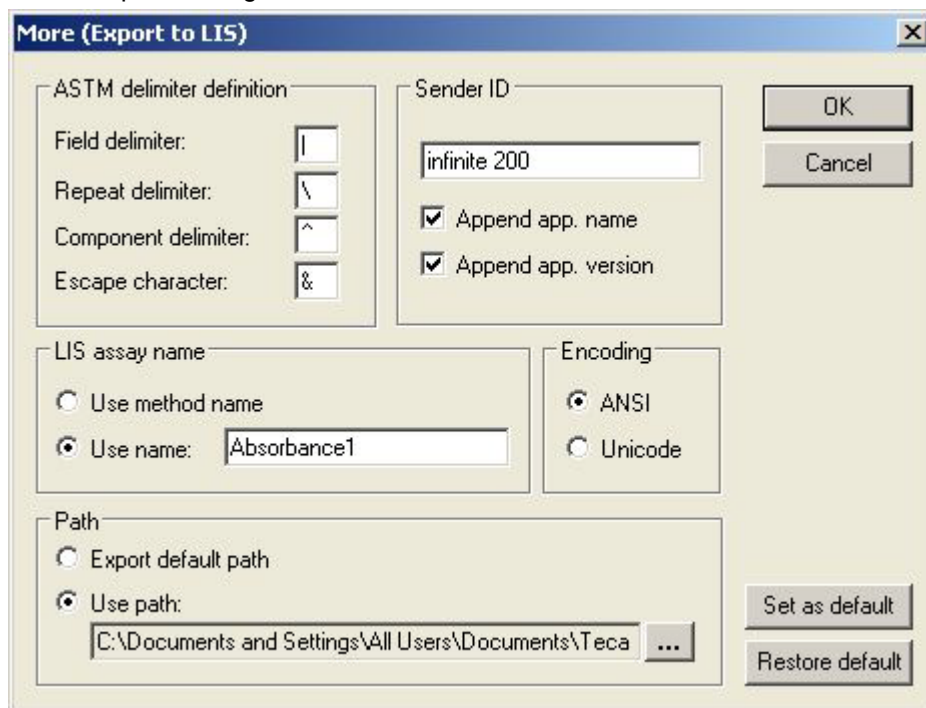 More (Export to LIS)
ASTM delimiter definition
Field delimiter: |
Repeat delimiter: \
Component delimiter: ^
Escape character: &
Sender ID
infinite 200
Append app. name
Append app. version
OK
Cancel
LIS assay name
Use method name
Use name: Absorbance1
Encoding
ANSI
Unicode
Path
Export default path
Use path:
C:\Documents and Settings\All Users\Documents\Teca ...
Set as default
Restore default